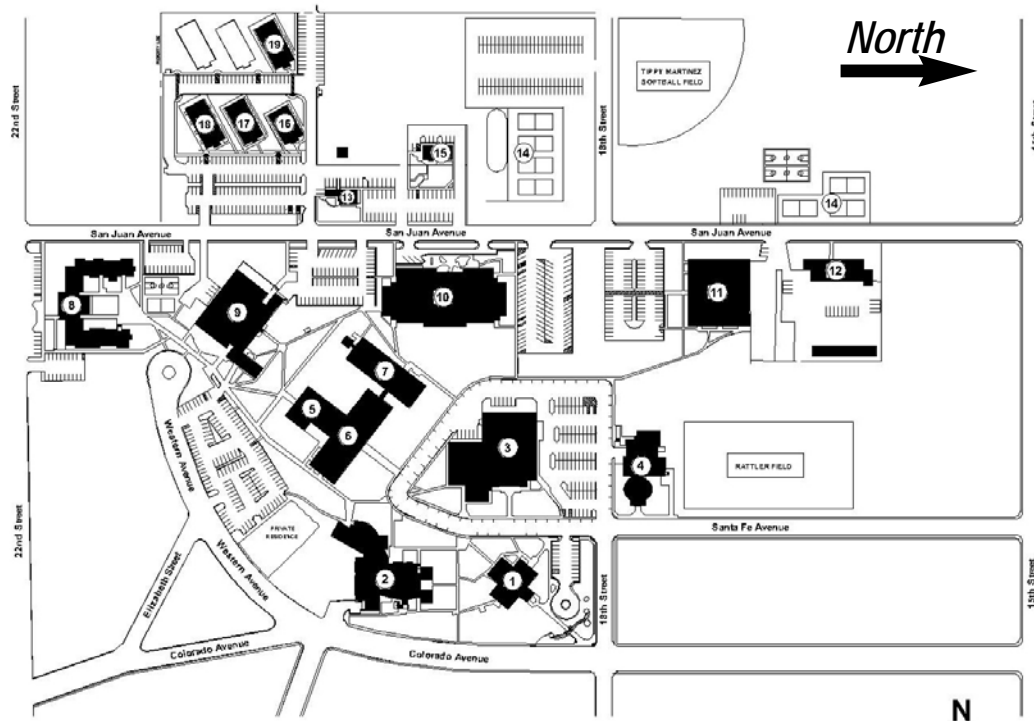 North
19
TIPPY MARTINEZ
SOFTBALL FIELD
22nd Street
18
17
16
15
14
18th Street
13
14
San Juan Avenue
San Juan Avenue
San Juan Avenue
8
9
10
11
12
7
5
6
3
4
RATTLER FIELD
Western Avenue
Santa Fe Avenue
PRIVATE
RESIDENCE
22nd Street
Elizabeth Street
Western Avenue
2
1
18th Street
15th Street
Colorado Avenue
Colorado Avenue
N